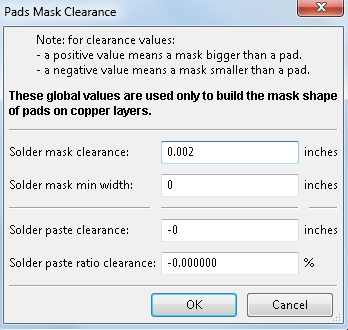 Pads Mask Clearance
Note: for clearance values:
- a positive value means a mask bigger than a pad.
- a negative value means a mask smaller than a pad.
These global values are used only to build the mask shape
of pads on copper layers.
Solder mask clearance: 0.002 inches
Solder mask min width: 0 inches
Solder paste clearance: -0 inches
Solder paste ratio clearance: -0.000000 %
OK Cancel